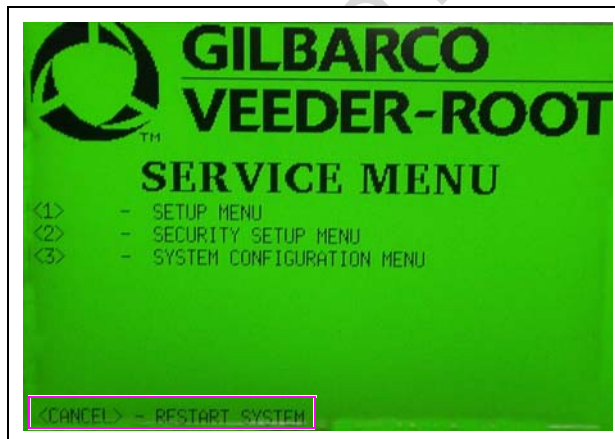 GILBARCO
VEEDER-ROOT
TM
SERVICE MENU
<1> - SETUP MENU
<2> - SECURITY SETUP MENU
<3> - SYSTEM CONFIGURATION MENU
<CANCEL> - RESTART SYSTEM